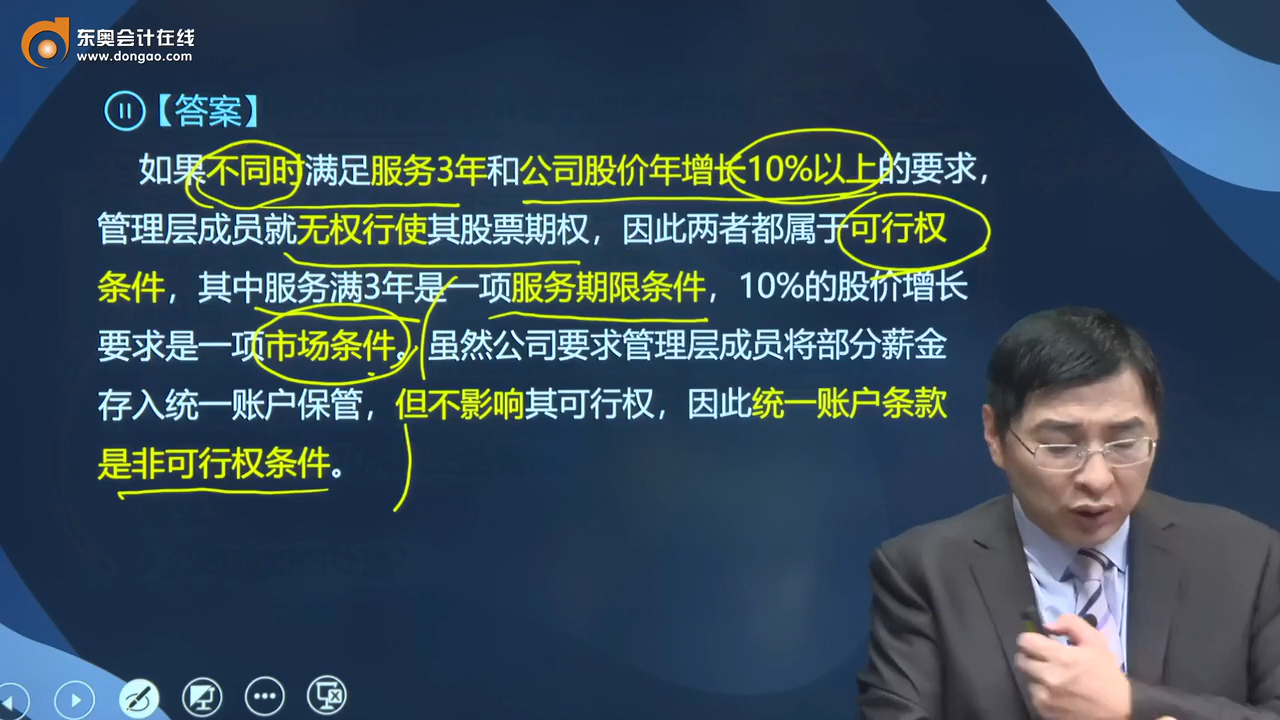 东奥会计在线
www.dongao.com
【答案】
如果不同时满足服务3年和公司股价年增长10%以上的要求，
管理层成员就无权行使其股票期权，因此两者都属于可行权
条件，其中服务满3年是一项服务期限条件，10%的股价增长
要求是一项市场条件。虽然公司要求管理层成员将部分薪金
存入统一账户保管，但不影响其可行权，因此统一账户条款
是非可行权条件。